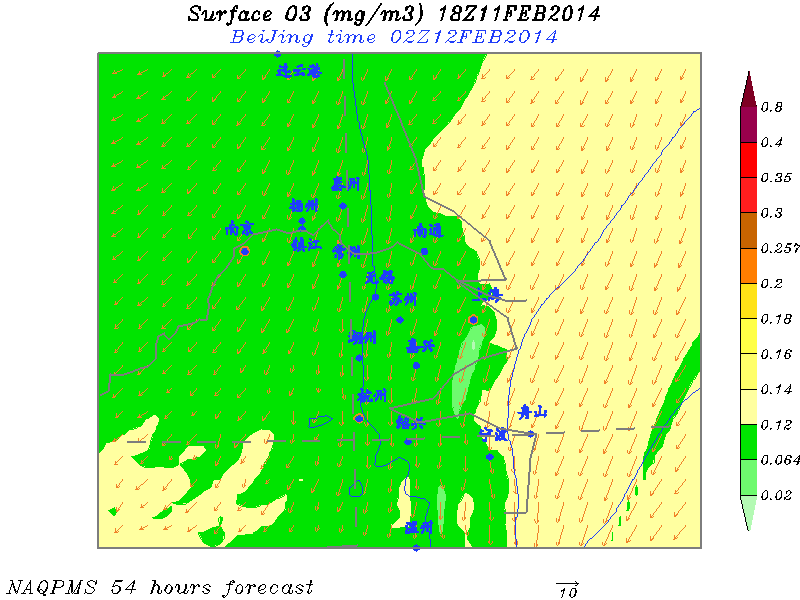 Surface O3 (mg/m3) 18Z11FEB2014
BeiJing time 02Z12FEB2014
连云港
泰州
扬州
南京
镇江
南通
常州
无锡
苏州
上海
湖州
嘉兴
杭州
绍兴
舟山
宁波
温州
0.8
0.4
0.35
0.3
0.257
0.2
0.18
0.16
0.14
0.12
0.064
0.02
NAQPMS 54 hours forecast
10